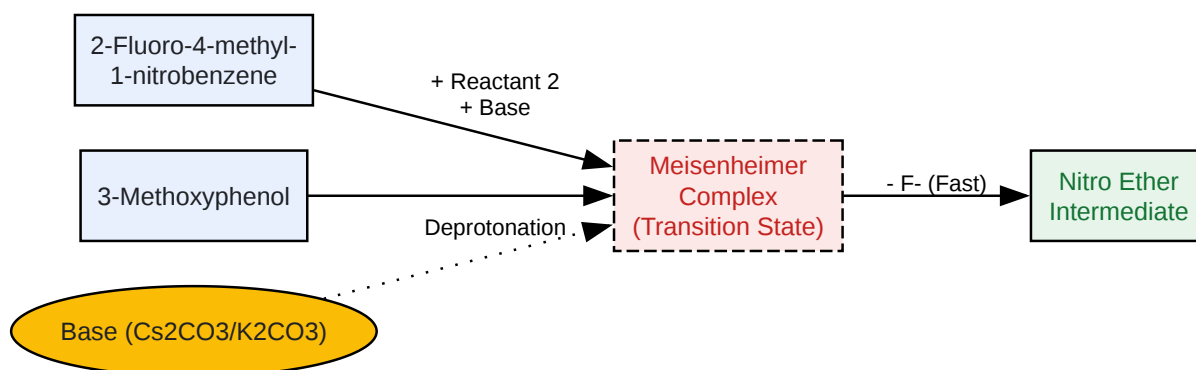 2-Fluoro-4-methyl-
1-nitrobenzene
+ Reactant 2
+ Base
3-Methoxyphenol
Deprotonation
Base (Cs2CO3/K2CO3)
Meisenheimer
Complex
(Transition State)
- F- (Fast)
Nitro Ether
Intermediate